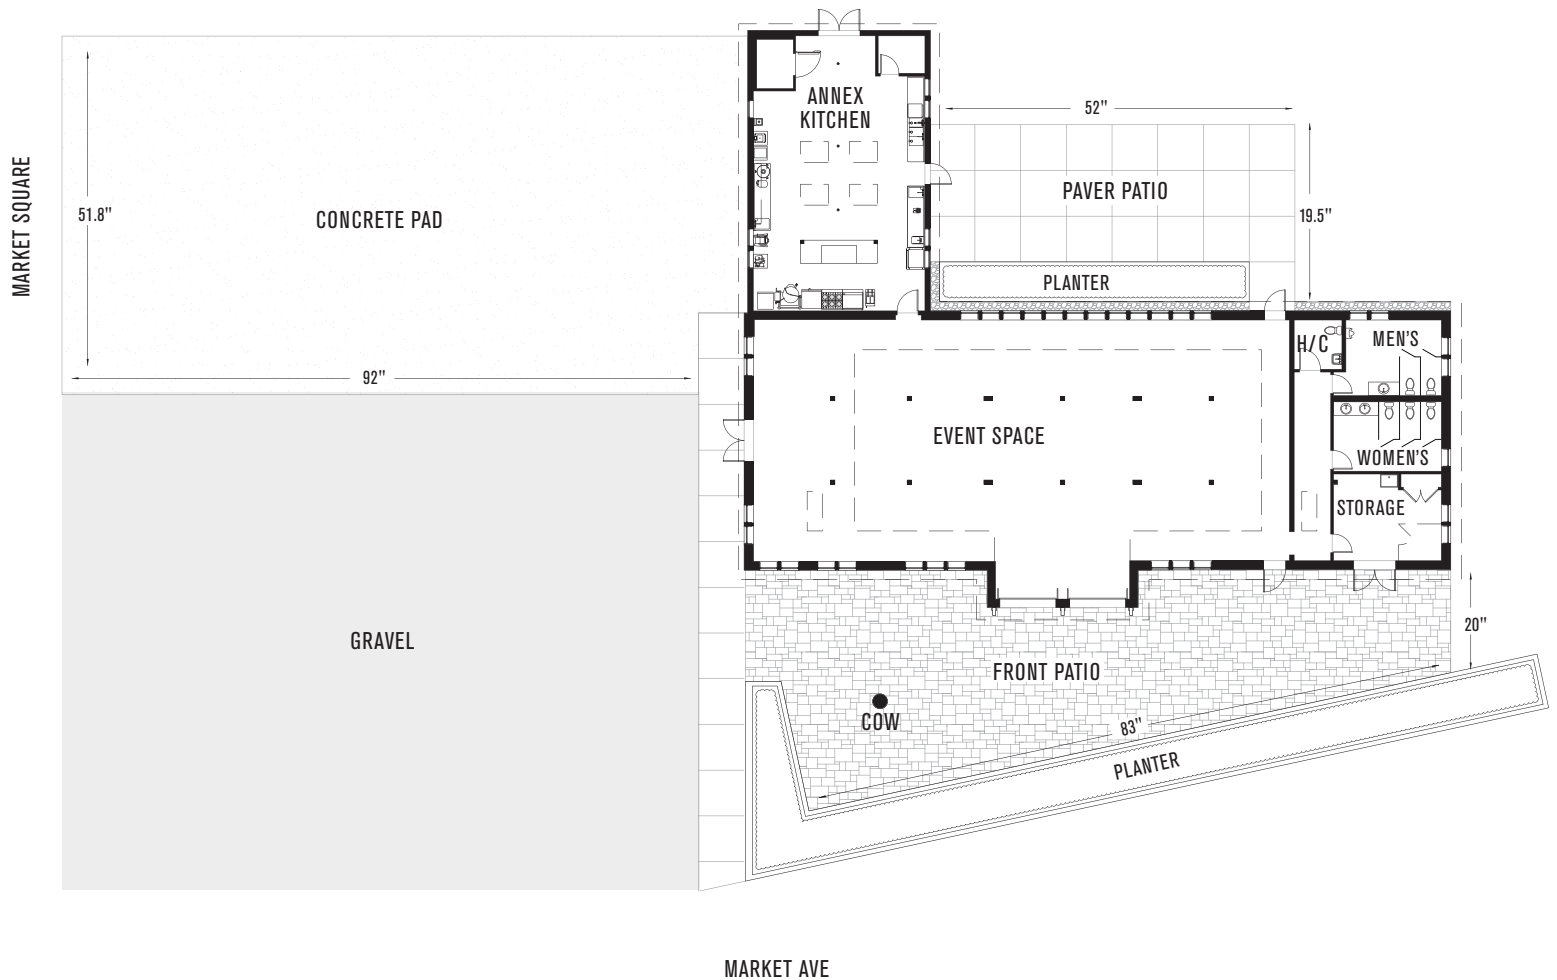 ANNEX
KITCHEN
52"
MARKET SQUARE
51.8"
CONCRETE PAD
PAVER PATIO
19.5"
PLANTER
92"
H/C
MEN'S
EVENT SPACE
WOMEN'S
STORAGE
GRAVEL
FRONT PATIO
20"
COW
83"
PLANTER
MARKET AVE